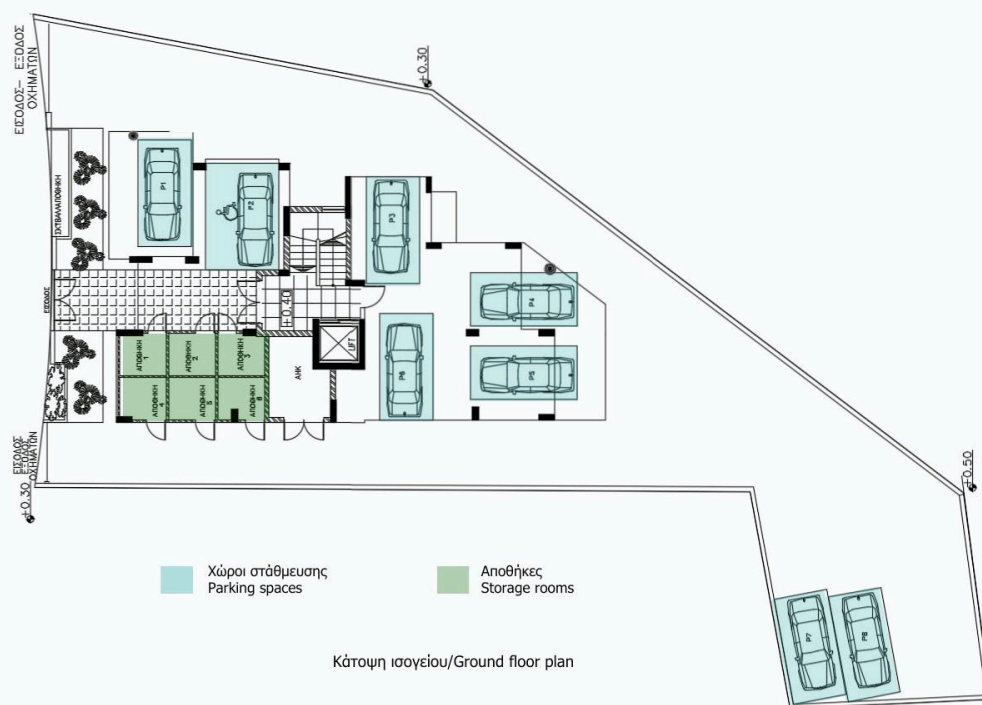 ΕΙΣΟΔΟΣ- ΕΞΟΔΟΣ
ΟΧΗΜΑΤΩΝ
+0.30
ΣΚΥΒΑΛΑΠΟΘΗΚΗ
P1
P2
P3
P4
P5
P6
ΕΙΣΟΔΟΣ
+0.40
LIFT
ΑΗΚ
ΑΠΟΘΗΚΗ
1
ΑΠΟΘΗΚΗ
2
ΑΠΟΘΗΚΗ
3
ΑΠΟΘΗΚΗ
4
ΑΠΟΘΗΚΗ
5
ΑΠΟΘΗΚΗ
6
ΕΙΣΟΔΟΣ
ΕΞΟΔΟΣ
ΟΧΗΜΑΤΩΝ
+0.30
+0.50
Χώροι στάθμευσης
Parking spaces
Αποθήκες
Storage rooms
P7
P8
Κάτοψη ισογείου/Ground floor plan